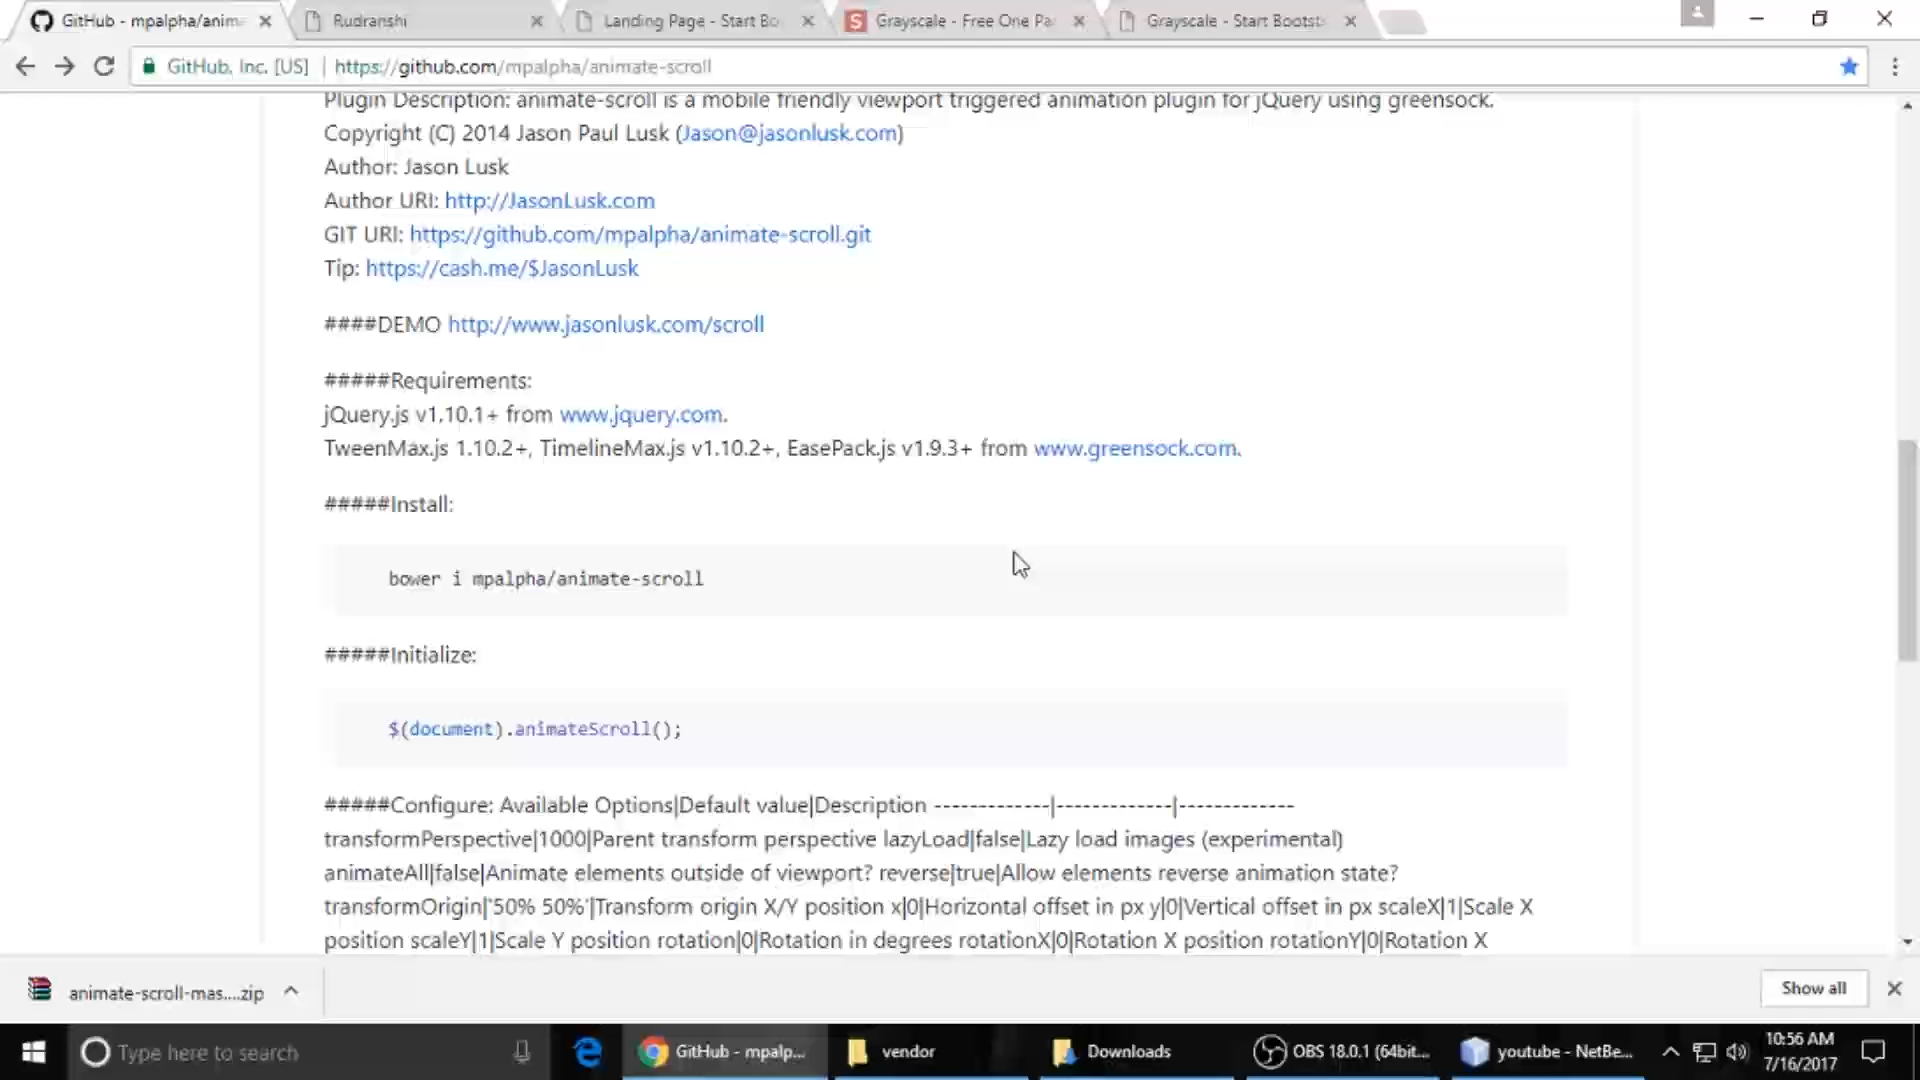 GitHub - mpalpha/anim
Rudranshi
Landing Page - Start Bo
Grayscale - Free One Pa
Grayscale - Start Bootst
GitHub, Inc. [US]
https://github.com/mpalpha/animate-scroll
Plugin Description: animate-scroll is a mobile friendly viewport triggered animation plugin for jQuery using greensock.
Copyright (C) 2014 Jason Paul Lusk (Jason@jasonlusk.com)
Author: Jason Lusk
Author URI: http://JasonLusk.com
GIT URI: https://github.com/mpalpha/animate-scroll.git
Tip: https://cash.me/$JasonLusk
####DEMO http://www.jasonlusk.com/scroll
#####Requirements:
jQuery.js v1.10.1+ from www.jquery.com.
TweenMax.js 1.10.2+, TimelineMax.js v1.10.2+, EasePack.js v1.9.3+ from www.greensock.com.
#####Install:
bower i mpalpha/animate-scroll
#####Initialize:
$(document).animateScroll();
#####Configure: Available Options|Default value|Description -------------|-------------|-------------
transformPerspective|1000|Parent transform perspective lazyLoad|false|Lazy load images (experimental)
animateAll|false|Animate elements outside of viewport? reverse|true|Allow elements reverse animation state?
transformOrigin|'50% 50%'|Transform origin X/Y position x|0|Horizontal offset in px y|0|Vertical offset in px scaleX|1|Scale X
position scaleY|1|Scale Y position rotation|0|Rotation in degrees rotationX|0|Rotation X position rotationY|0|Rotation X
animate-scroll-mas....zip
Show all
Type here to search
GitHub - mpalp...
vendor
Downloads
OBS 18.0.1 (64bit...
youtube - NetBe...
10:56 AM
7/16/2017